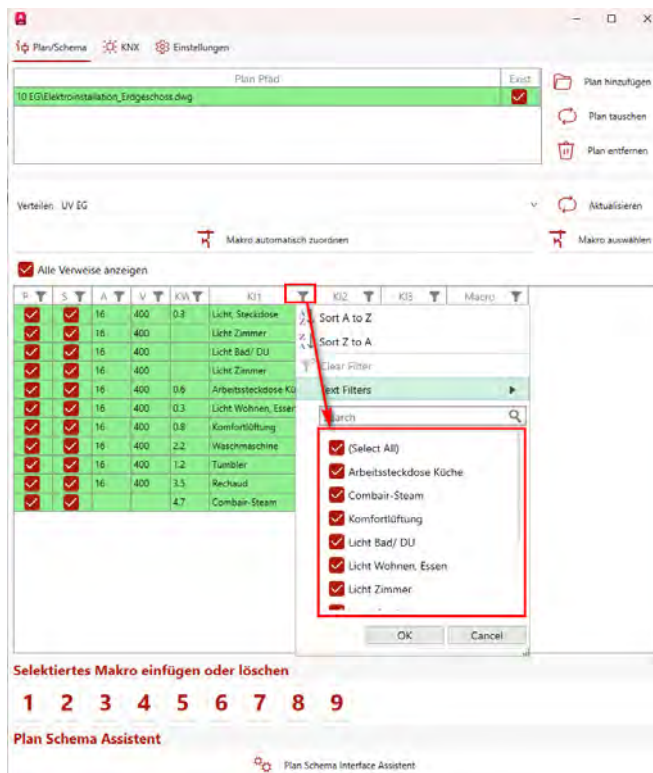 Plan/Schema KNX Einstellungen
Plan Pfad Exist
10 EG\Elektroinstallation_Erdgeschoss.dwg
Plan hinzufügen
Plan tauschen
Plan entfernen
Verteilen UV EG Aktualisieren
Makro automatisch zuordnen Makro auswählen
Alle Verweise anzeigen
P S A V KW Kl1 Kl2 Kl3 Macro
16 400 0.3 Licht, Steckdose
16 400 Licht Zimmer
16 400 Licht Bad/ DU
16 400 Licht Zimmer
16 400 0.6 Arbeitssteckdose Kü
16 400 0.3 Licht Wohnen, Essen
16 400 0.8 Komfortlüftung
16 400 2.2 Waschmaschine
16 400 1.2 Tumbler
16 400 3.5 Rechaud
4.7 Combair-Steam
Sort A to Z
Sort Z to A
Clear Filter
Text Filters
Search
(Select All)
Arbeitssteckdose Küche
Combair-Steam
Komfortlüftung
Licht Bad/ DU
Licht Wohnen, Essen
Licht Zimmer
OK Cancel
Selektiertes Makro einfügen oder löschen
1 2 3 4 5 6 7 8 9
Plan Schema Assistent
Plan Schema Interface Assistent